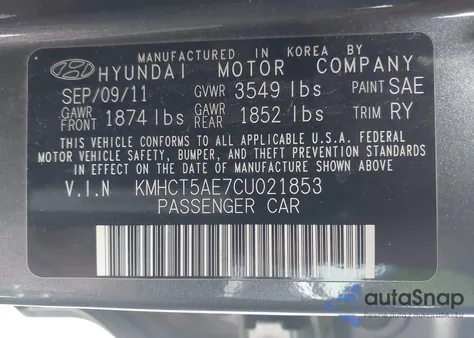 MANUFACTURED IN KOREA BY
HYUNDAI MOTOR COMPANY
SEP/09/11 GVWR 3549 lbs PAINT SAE
GAWR FRONT 1874 lbs GAWR REAR 1852 lbs TRIM RY
THIS VEHICLE CONFORMS TO ALL APPLICABLE U.S.A. FEDERAL
MOTOR VEHICLE SAFETY, BUMPER, AND THEFT PREVENTION STANDARDS
IN EFFECT ON THE DATE OF MANUFACTURE SHOWN ABOVE.
V.I.N KMHCT5AE7CU021853
PASSENGER CAR
autoSnap